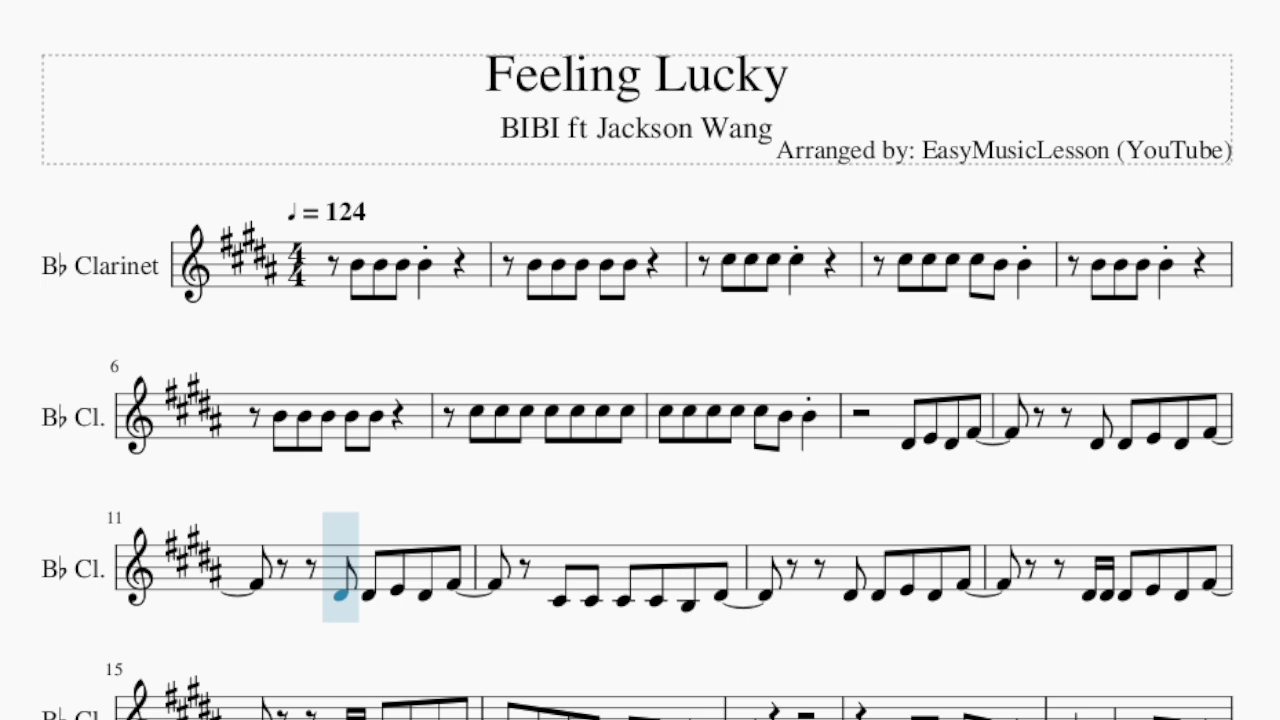 Feeling Lucky
BIBI ft Jackson Wang
Arranged by: EasyMusicLesson (YouTube)
♩ = 124
B♭ Clarinet
4
4
6
B♭ Cl.
11
B♭ Cl.
15
B♭ Cl.